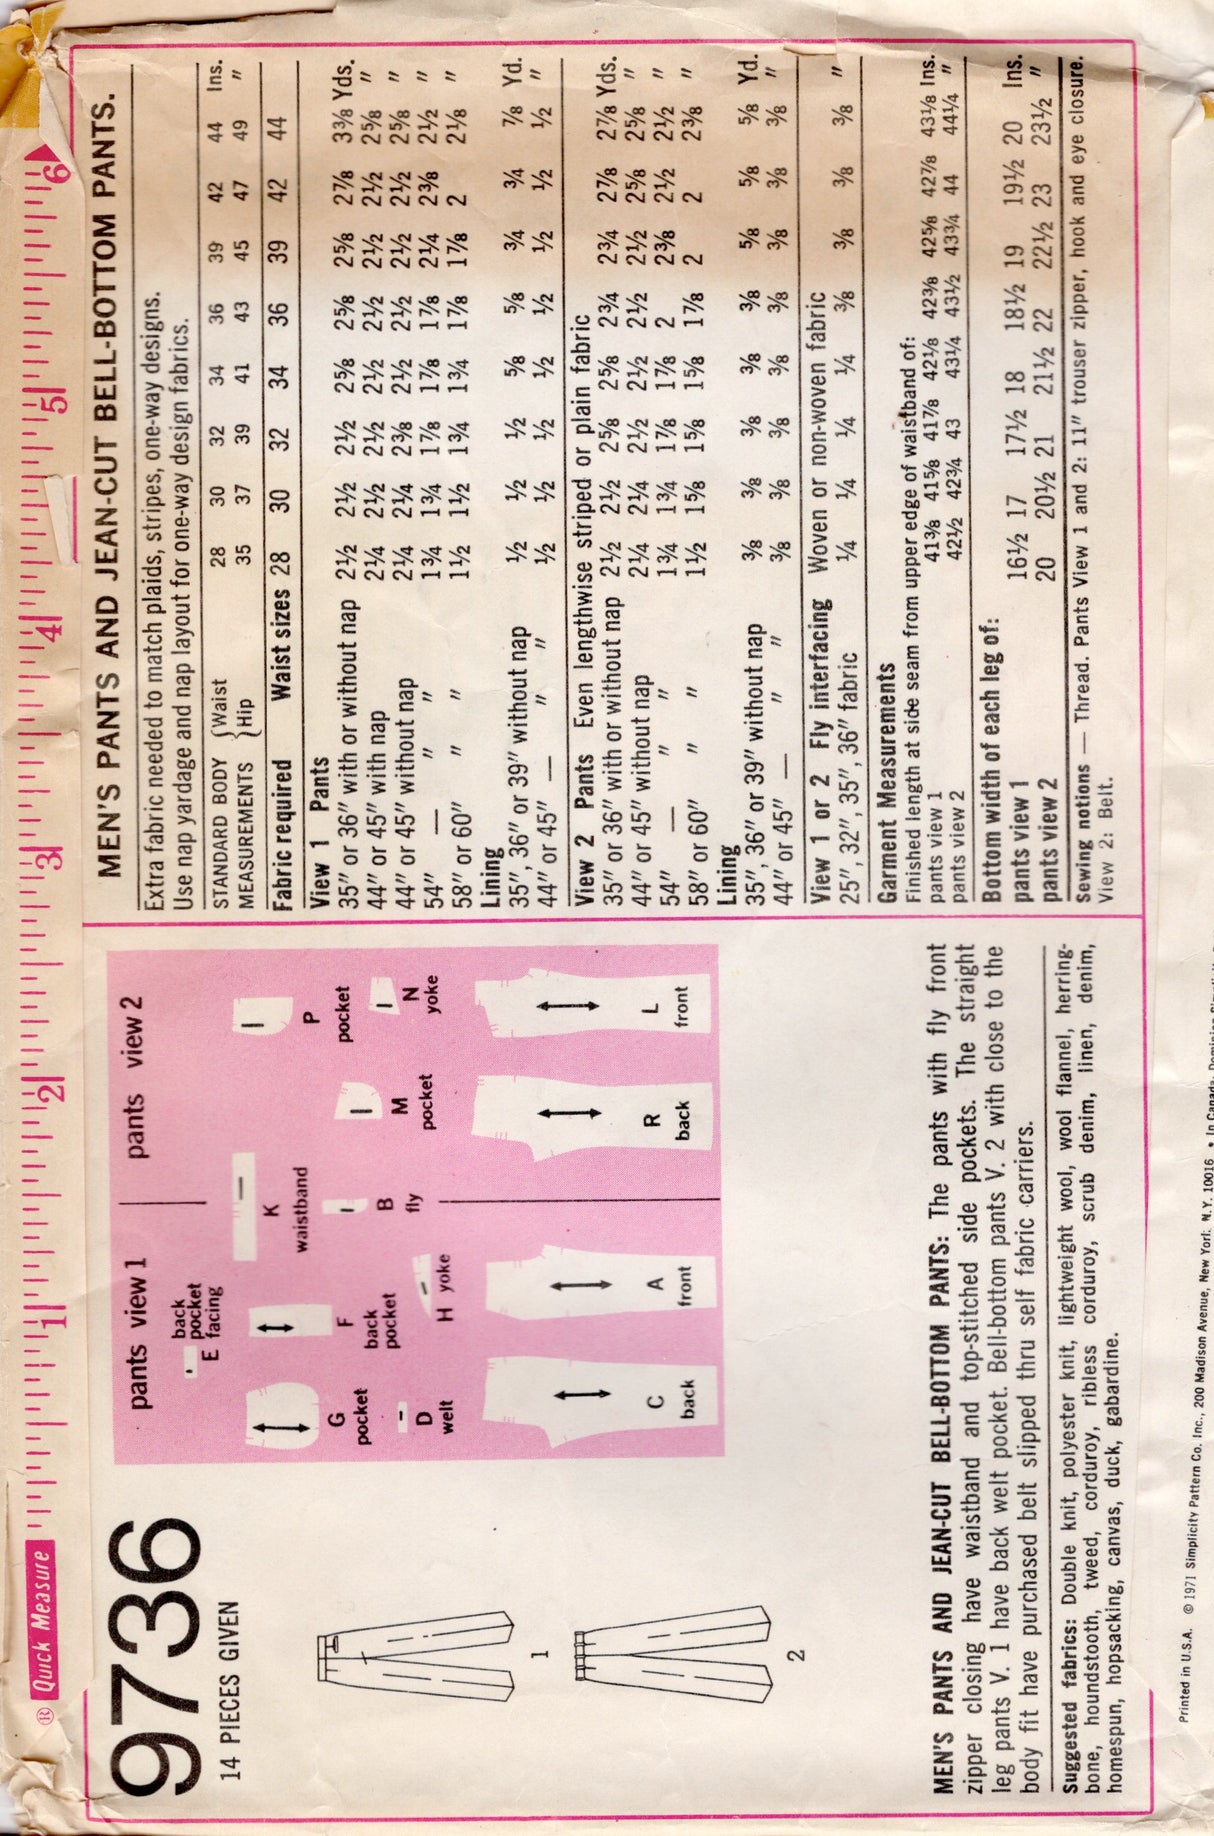 ® Quick Measure 1 2 3 4 5 6
9736
14 PIECES GIVEN
1
2
pants view 1
pants view 2
G
pocket
E
back
pocket
facing
D
welt
F
back
pocket
H yoke
K
waistband
B
fly
M
pocket
P
pocket
N
yoke
C
back
A
front
R
back
L
front
MEN'S PANTS AND JEAN-CUT BELL-BOTTOM PANTS: The pants with fly front
zipper closing have waistband and top-stitched side pockets. The straight
leg pants V. 1 have back welt pocket. Bell-bottom pants V. 2 with close to the
body fit have purchased belt slipped thru self fabric carriers.
Suggested fabrics: Double knit, polyester knit, lightweight wool, wool flannel, herring-
bone, houndstooth, tweed, corduroy, ribless corduroy, scrub denim, linen, denim,
homespun, hopsacking, canvas, duck, gabardine.
MEN'S PANTS AND JEAN-CUT BELL-BOTTOM PANTS.
Extra fabric needed to match plaids, stripes, one-way designs.
Use nap yardage and nap layout for one-way design fabrics.
STANDARD BODY {Waist 28 30 32 34 36 39 42 44 Ins.
MEASUREMENTS }Hip 35 37 39 41 43 45 47 49 "
Fabric required Waist sizes 28 30 32 34 36 39 42 44
View 1 Pants
35" or 36" with or without nap 2½ 2½ 2½ 2⅝ 2⅝ 2⅝ 2⅞ 3⅜ Yds.
44" or 45" with nap 2¼ 2½ 2½ 2½ 2½ 2½ 2½ 2⅝ "
44" or 45" without nap 2¼ 2¼ 2⅜ 2½ 2½ 2½ 2½ 2⅝ "
54" — " " 1¾ 1¾ 1⅞ 1⅞ 1⅞ 2¼ 2⅜ 2½ "
58" or 60" " " 1½ 1½ 1¾ 1¾ 1⅞ 1⅞ 2 2⅛ "
Lining
35", 36" or 39" without nap ½ ½ ½ ⅝ ⅝ ¾ ¾ ⅞ Yd.
44" or 45" — " " ½ ½ ½ ½ ½ ½ ½ ½ "
View 2 Pants Even lengthwise striped or plain fabric
35" or 36" with or without nap 2½ 2½ 2⅝ 2⅝ 2¾ 2¾ 2⅞ 2⅞ Yds.
44" or 45" without nap 2¼ 2¼ 2½ 2½ 2½ 2½ 2⅝ 2⅝ "
54" — " " 1¾ 1¾ 1⅞ 1⅞ 2 2⅜ 2½ 2½ "
58" or 60" " " 1½ 1⅝ 1⅝ 1⅝ 1⅞ 2 2 2⅜ "
Lining
35", 36" or 39" without nap ⅜ ⅜ ⅜ ⅜ ⅜ ⅝ ⅝ ⅝ Yd.
44" or 45" — " " ⅜ ⅜ ⅜ ⅜ ⅜ ⅜ ⅜ ⅜ "
View 1 or 2 Fly interfacing Woven or non-woven fabric
25", 32", 35", 36" fabric ¼ ¼ ¼ ¼ ⅜ ⅜ ⅜ ⅜ "
Garment Measurements
Finished length at side seam from upper edge of waistband of:
pants view 1 41⅜ 41⅝ 41⅞ 42⅛ 42⅜ 42⅝ 42⅞ 43⅛ Ins.
pants view 2 42½ 42¾ 43 43¼ 43½ 43¾ 44 44¼ "
Bottom width of each leg of:
pants view 1 16½ 17 17½ 18 18½ 19 19½ 20 Ins.
pants view 2 20 20½ 21 21½ 22 22½ 23 23½ "
Sewing notions — Thread. Pants View 1 and 2: 11" trouser zipper, hook and eye closure.
View 2: Belt.
Printed in U.S.A. © 1971 Simplicity Pattern Co. Inc., 200 Madison Avenue, New York, N.Y. 10016 • In Canada: Dominion